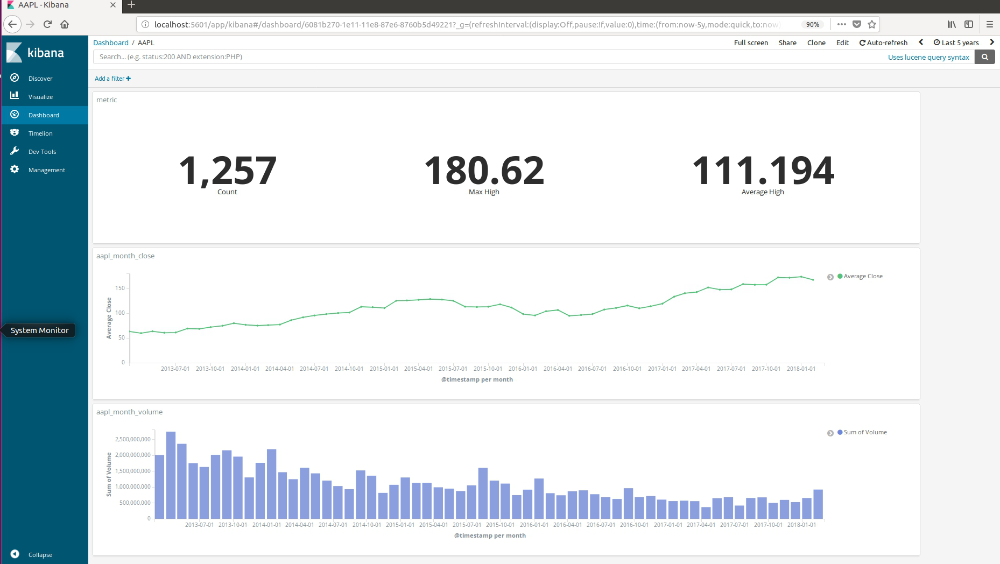 AAPL - Kibana
localhost:5601/app/kibana#/dashboard/6081b270-1e11-11e8-87e6-8760b5d49221?_g=(refreshInterval:(display:Off,pause:!f,value:0),time:(from:now-5y,mode:quick,to:now)
90%
kibana
Discover
Visualize
Dashboard
Timelion
Dev Tools
Management
System Monitor
Collapse
Dashboard / AAPL
Full screen Share Clone Edit Auto-refresh Last 5 years
Search... (e.g. status:200 AND extension:PHP)
Uses lucene query syntax
Add a filter
metric
1,257 180.62 111.194
Count Max High Average High
aapl_month_close
Average Close
Average Close
150
100
50
0
2013-07-01 2013-10-01 2014-01-01 2014-04-01 2014-07-01 2014-10-01 2015-01-01 2015-04-01 2015-07-01 2015-10-01 2016-01-01 2016-04-01 2016-07-01 2016-10-01 2017-01-01 2017-04-01 2017-07-01 2017-10-01 2018-01-01
@timestamp per month
aapl_month_volume
Sum of Volume
Sum of Volume
2,500,000,000
2,000,000,000
1,500,000,000
1,000,000,000
500,000,000
0
2013-07-01 2013-10-01 2014-01-01 2014-04-01 2014-07-01 2014-10-01 2015-01-01 2015-04-01 2015-07-01 2015-10-01 2016-01-01 2016-04-01 2016-07-01 2016-10-01 2017-01-01 2017-04-01 2017-07-01 2017-10-01 2018-01-01
@timestamp per month